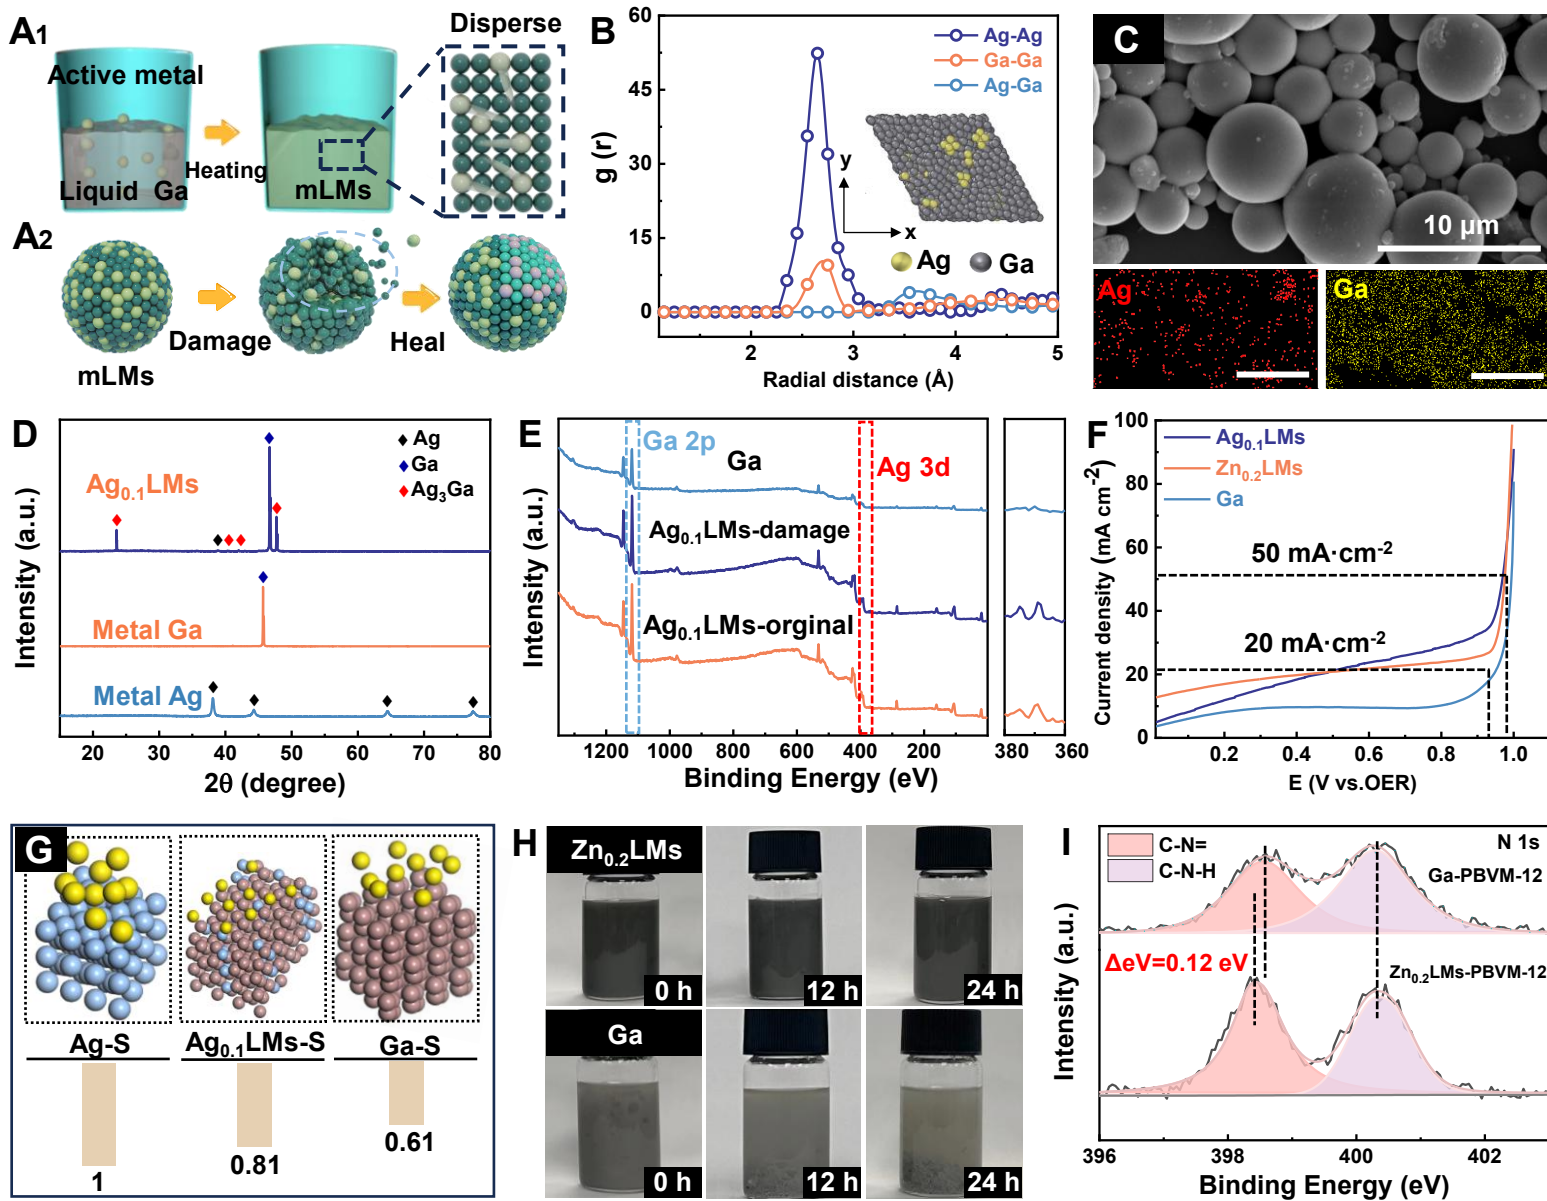 A1
Active metal
Liquid Ga
Heating
mLMs
Disperse
A2
mLMs
Damage
Heal
B
g (r)
60
45
30
15
0
2
3
4
5
Radial distance (Å)
Ag-Ag
Ga-Ga
Ag-Ga
y
x
Ag
Ga
C
10 μm
Ag
Ga
D
Intensity (a.u.)
Ag
Ga
Ag3Ga
Ag0.1LMs
Metal Ga
Metal Ag
20
30
40
50
60
70
80
2θ (degree)
E
Intensity (a.u.)
Ga 2p
Ga
Ag 3d
Ag0.1LMs-damage
Ag0.1LMs-orginal
1200
1000
800
600
400
200
0
380
360
Binding Energy (eV)
F
Current density (mA cm-2)
100
80
60
40
20
0
Ag0.1LMs
Zn0.2LMs
Ga
50 mA·cm-2
20 mA·cm-2
0.2
0.4
0.6
0.8
1.0
E (V vs.OER)
G
Ag-S
Ag0.1LMs-S
Ga-S
1
0.81
0.61
H
Zn0.2LMs
0 h
12 h
24 h
Ga
0 h
12 h
24 h
I
Intensity (a.u.)
C-N=
C-N-H
N 1s
Ga-PBVM-12
ΔeV=0.12 eV
Zn0.2LMs-PBVM-12
396
398
400
402
Binding Energy (eV)